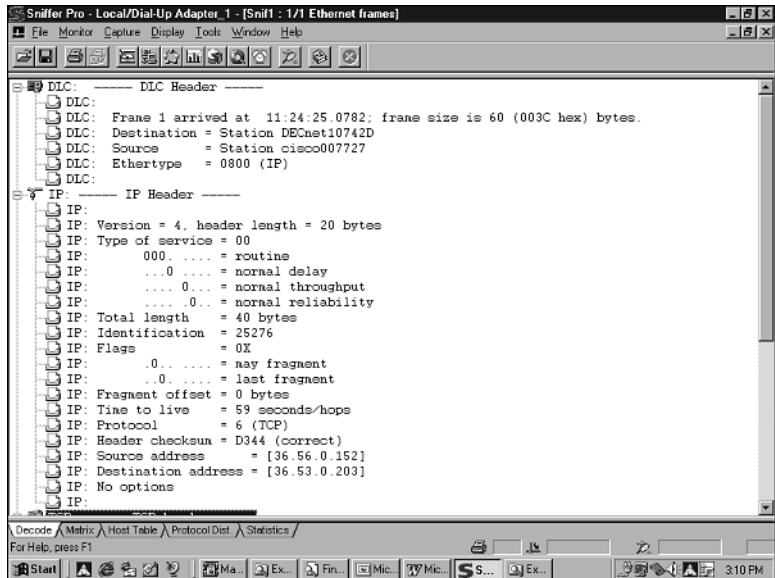 Sniffer Pro - Local/Dial-Up Adapter_1 - [Snif1 : 1/1 Ethernet frames]
File Monitor Capture Display Tools Window Help
DLC: ----- DLC Header -----
DLC:
DLC: Frame 1 arrived at 11:24:25.0782; frame size is 60 (003C hex) bytes.
DLC: Destination = Station DECnet10742D
DLC: Source = Station cisco007727
DLC: Ethertype = 0800 (IP)
DLC:
IP: ----- IP Header -----
IP:
IP: Version = 4, header length = 20 bytes
IP: Type of service = 00
IP: 000. .... = routine
IP: ...0 .... = normal delay
IP: .... 0... = normal throughput
IP: .... .0.. = normal reliability
IP: Total length = 40 bytes
IP: Identification = 25276
IP: Flags = 0X
IP: .0.. .... = may fragment
IP: ..0. .... = last fragment
IP: Fragment offset = 0 bytes
IP: Time to live = 59 seconds/hops
IP: Protocol = 6 (TCP)
IP: Header checksum = D344 (correct)
IP: Source address = [36.56.0.152]
IP: Destination address = [36.53.0.203]
IP: No options
IP:
Decode Matrix Host Table Protocol Dist. Statistics
For Help, press F1
Start Ma... Ex... Fin... Mic... Mic... S... Ex... 3:10 PM